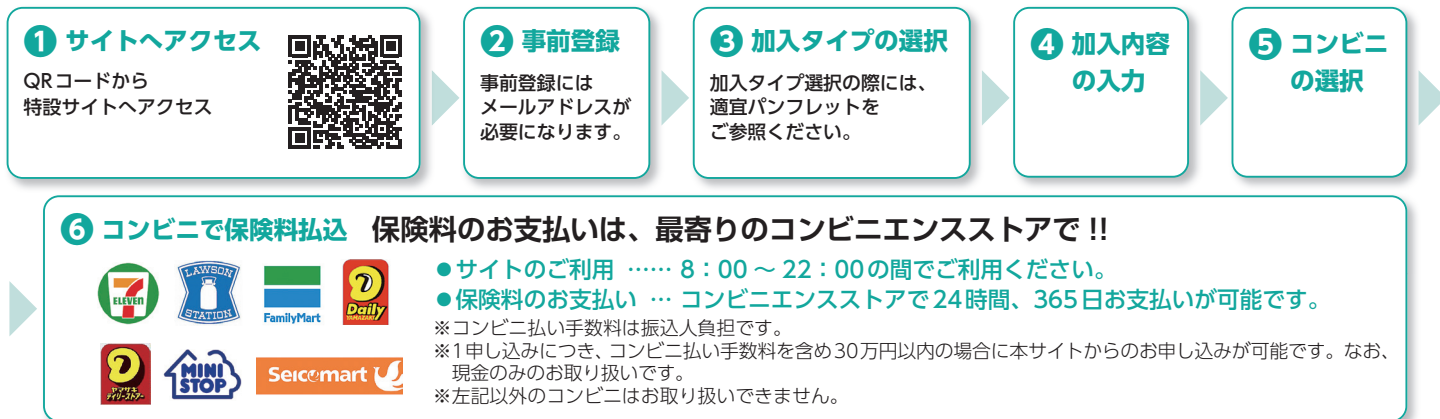 ❶ サイトへアクセス
QRコードから
特設サイトへアクセス
❷ 事前登録
事前登録には
メールアドレスが
必要になります。
❸ 加入タイプの選択
加入タイプ選択の際には、
適宜パンフレットを
ご参照ください。
❹ 加入内容
の入力
❺ コンビニ
の選択
❻ コンビニで保険料払込 保険料のお支払いは、最寄りのコンビニエンスストアで!!
7 ELEVEN
LAWSON
STATION
FamilyMart
Daily
YAMAZAKI
ヤマザキ
デイリーストアー
MINI
STOP
Seicomart
●サイトのご利用 …… 8:00 ~ 22:00の間でご利用ください。
●保険料のお支払い … コンビニエンスストアで24時間、365日お支払いが可能です。
※コンビニ払い手数料は振込人負担です。
※1申し込みにつき、コンビニ払い手数料を含め30万円以内の場合に本サイトからのお申し込みが可能です。なお、
現金のみのお取り扱いです。
※左記以外のコンビニはお取り扱いできません。